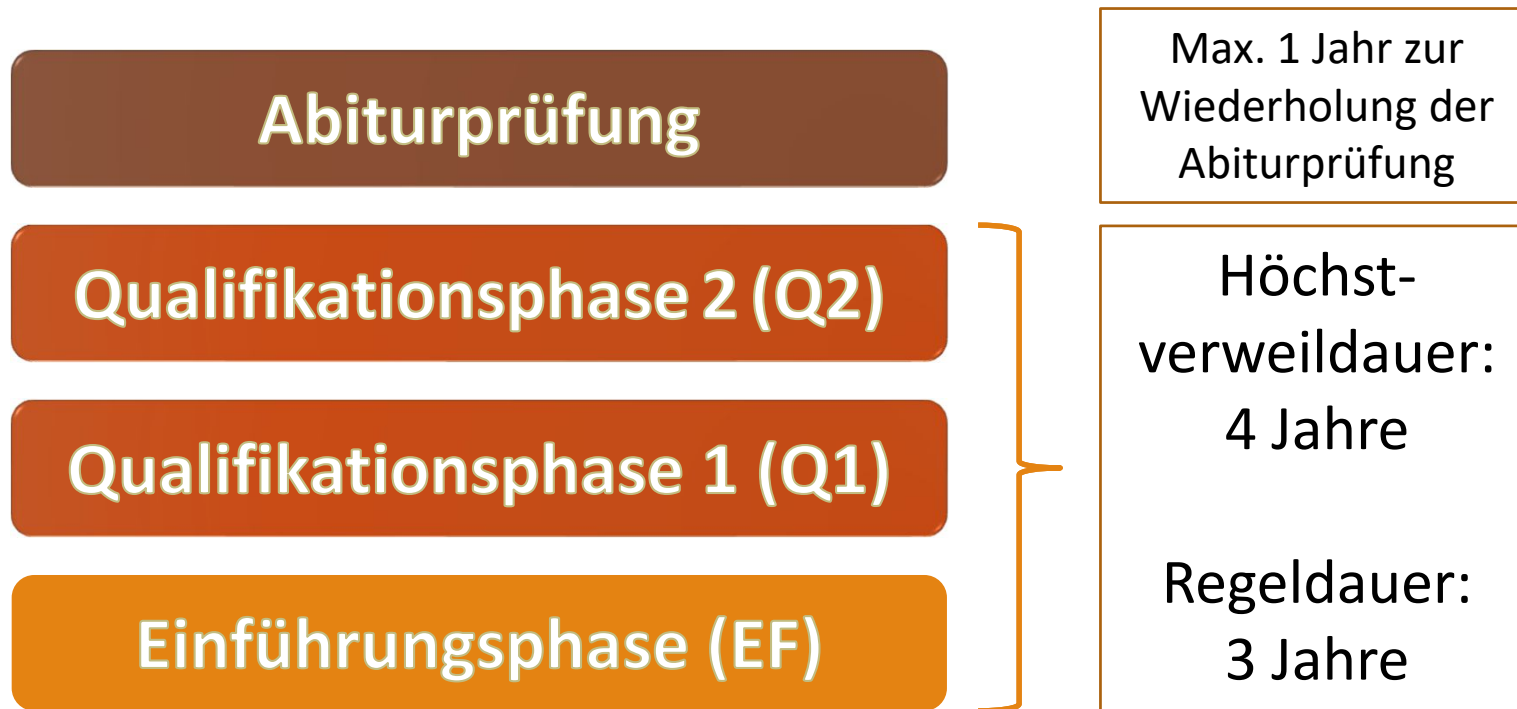 Abiturprüfung
Qualifikationsphase 2 (Q2)
Qualifikationsphase 1 (Q1)
Einführungsphase (EF)
Max. 1 Jahr zur
Wiederholung der
Abiturprüfung
Höchst-
verweildauer:
4 Jahre
Regeldauer:
3 Jahre